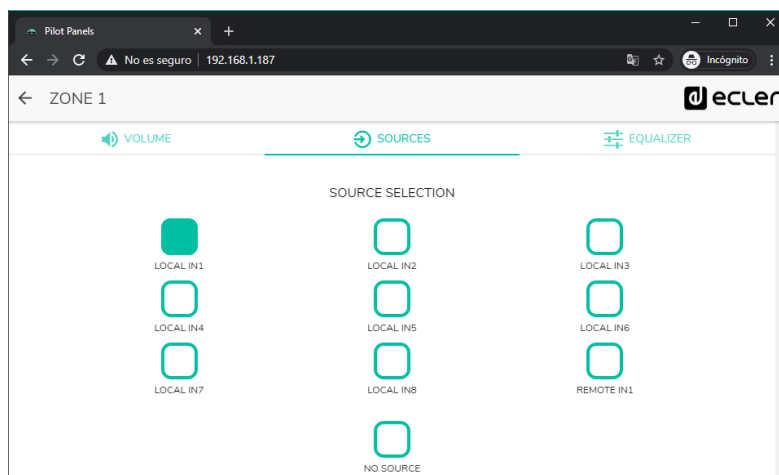 Pilot Panels
No es seguro | 192.168.1.187
Incógnito
ZONE 1
ecler
VOLUME
SOURCES
EQUALIZER
SOURCE SELECTION
LOCAL IN1
LOCAL IN2
LOCAL IN3
LOCAL IN4
LOCAL IN5
LOCAL IN6
LOCAL IN7
LOCAL IN8
REMOTE IN1
NO SOURCE